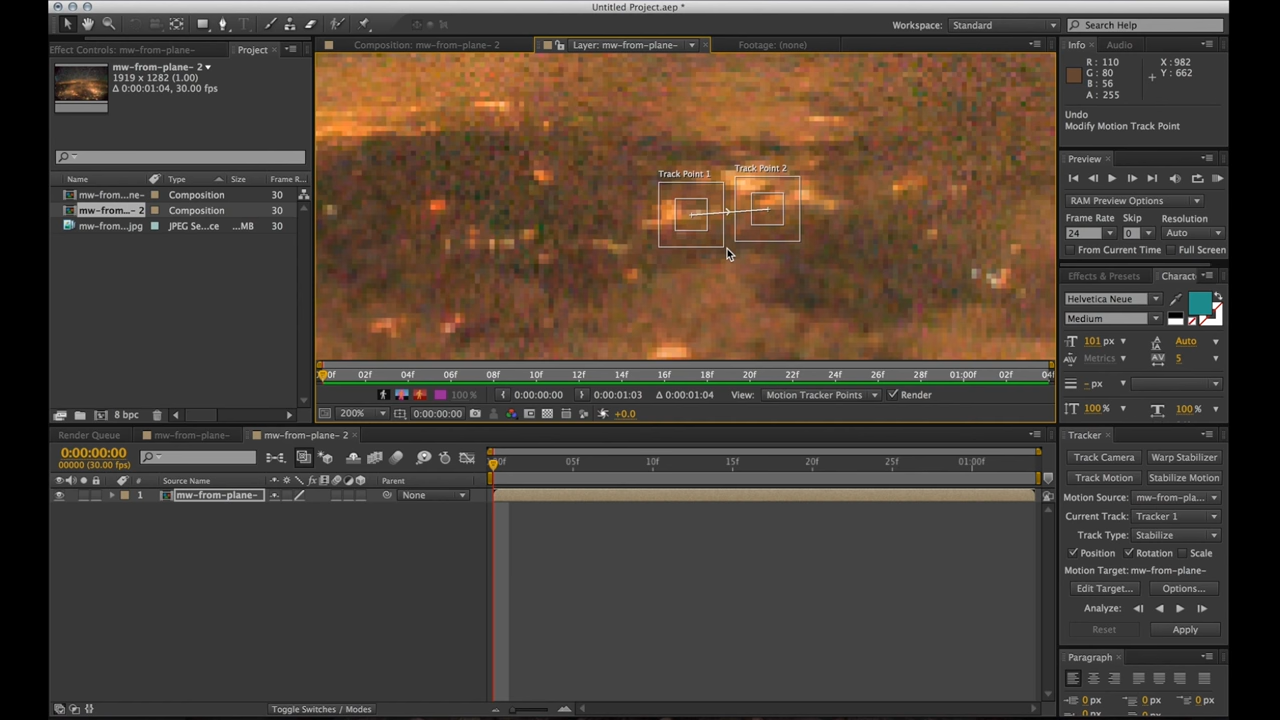 Untitled Project.aep *
Workspace: Standard
Search Help
Effect Controls: mw-from-plane-
Project
Composition: mw-from-plane- 2
Layer: mw-from-plane-
Footage: (none)
Info
Audio
mw-from-plane- 2
1919 x 1282 (1.00)
Δ 0:00:01:04, 30.00 fps
R : 110
G : 80
B : 56
A : 255
X : 982
Y : 662
Undo
Modify Motion Track Point
Name Type Size Frame R...
mw-from...ne- Composition 30
mw-from...- 2 Composition 30
mw-from...jpg JPEG Se...ce ...MB 30
Track Point 1
Track Point 2
Preview
RAM Preview Options
Frame Rate Skip Resolution
24 0 Auto
From Current Time Full Screen
Effects & Presets Charact
Helvetica Neue
Medium
101 px Auto
Metrics 5
- px
100 % 100 %
8 bpc
00f 02f 04f 06f 08f 10f 12f 14f 16f 18f 20f 22f 24f 26f 28f 01:00f 02f 04f
100 % 0:00:00:00 0:00:01:03 Δ 0:00:01:04 View: Motion Tracker Points Render
200% 0:00:00:00 +0.0
Render Queue mw-from-plane- mw-from-plane- 2
0:00:00:00
00000 (30.00 fps)
00f 05f 10f 15f 20f 25f 01:00f
# Source Name Parent
1 mw-from-plane- None
Toggle Switches / Modes
Tracker
Track Camera Warp Stabilizer
Track Motion Stabilize Motion
Motion Source: mw-from-pla...
Current Track: Tracker 1
Track Type: Stabilize
Position Rotation Scale
Motion Target: mw-from-plane-
Edit Target... Options...
Analyze:
Reset Apply
Paragraph
0 px 0 px 0 px
0 px 0 px